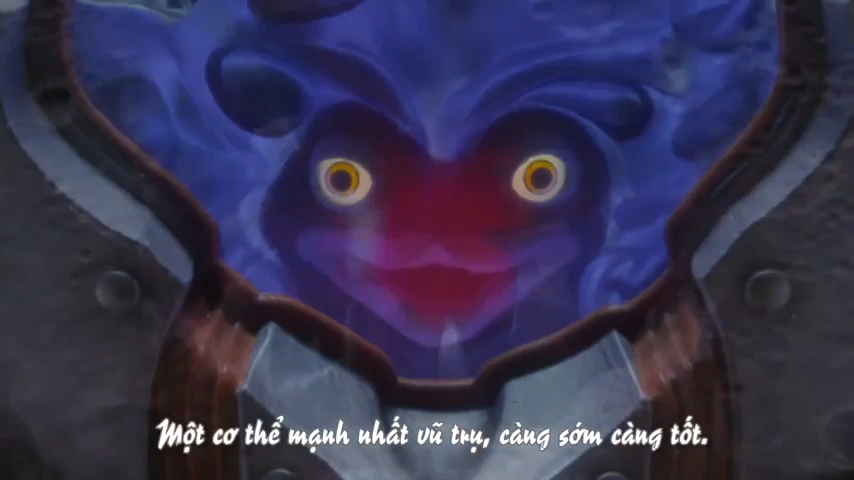 Một cơ thể mạnh nhất vũ trụ, càng sớm càng tốt.